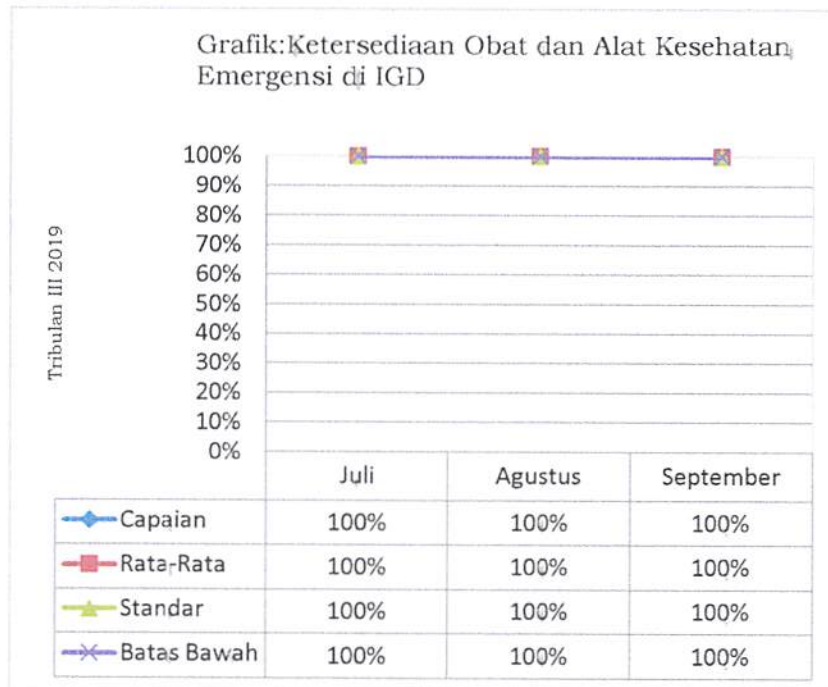 Grafik:Ketersediaan Obat dan Alat Kesehatan
Emergensi di IGD
Tribulan III 2019
100%
90%
80%
70%
60%
50%
40%
30%
20%
10%
0%
Juli Agustus September
Capaian 100% 100% 100%
Rata-Rata 100% 100% 100%
Standar 100% 100% 100%
Batas Bawah 100% 100% 100%